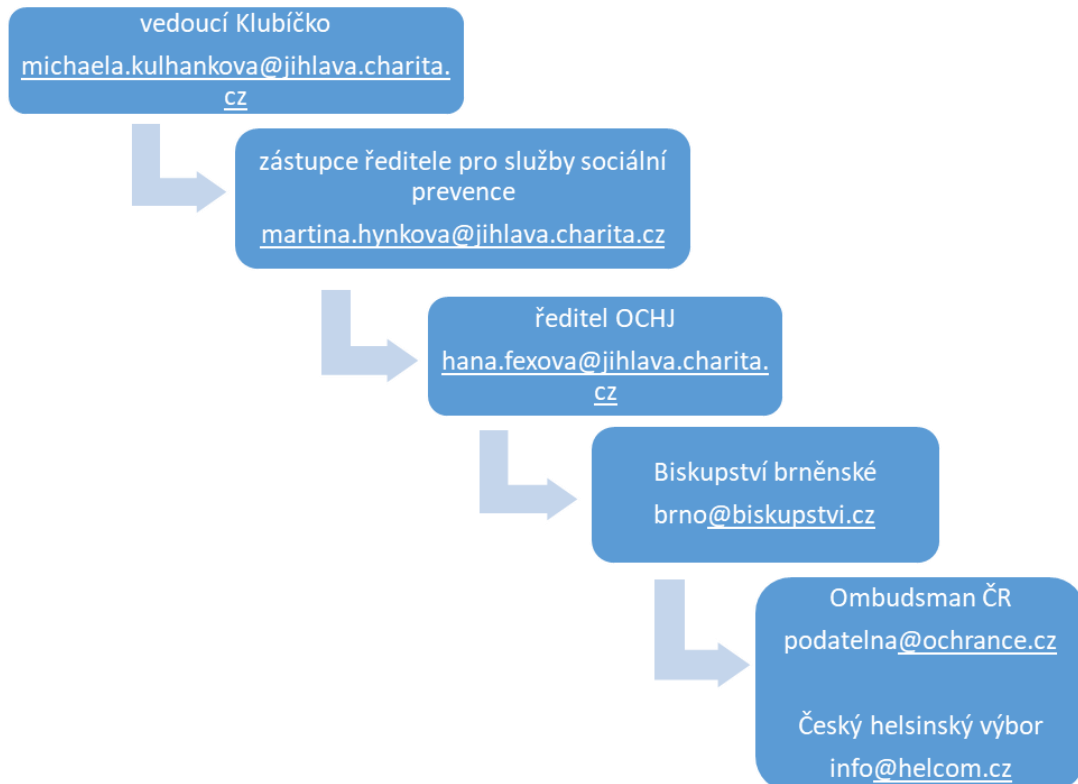 vedoucí Klubíčko
michaela.kulhankova@jihlava.charita.
cz
zástupce ředitele pro služby sociální
prevence
martina.hynkova@jihlava.charita.cz
ředitel OCHJ
hana.fexova@jihlava.charita.
cz
Biskupství brněnské
brno@biskupstvi.cz
Ombudsman ČR
podatelna@ochrance.cz
Český helsinský výbor
info@helcom.cz